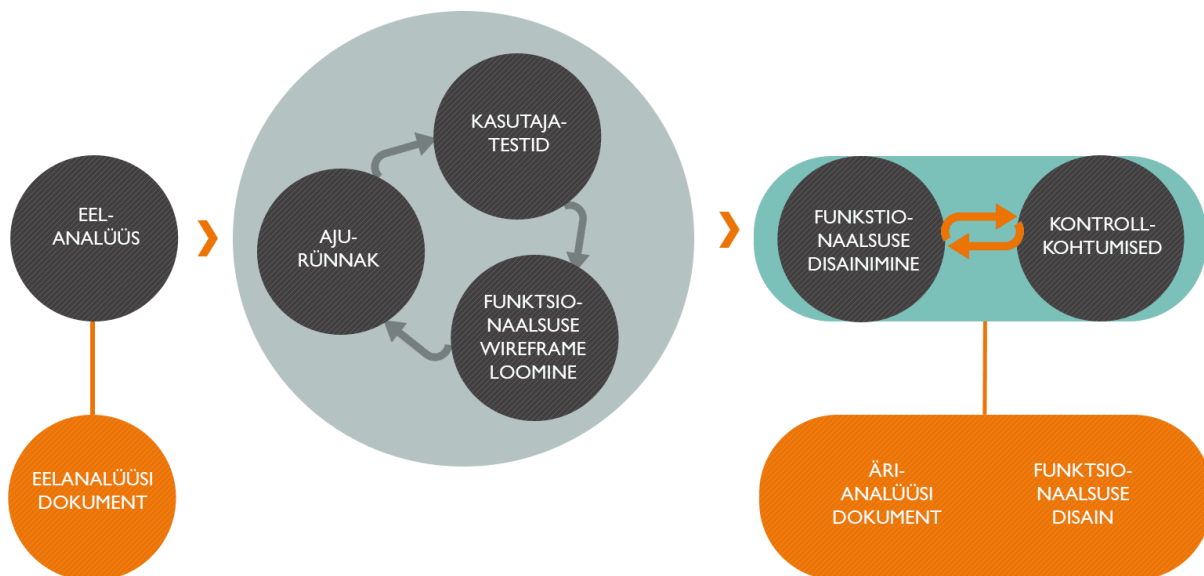 EEL-
ANALÜÜS
AJU-
RÜNNAK
KASUTAJA-
TESTID
FUNKTSIO-
NAALSUSE
WIREFRAME
LOOMINE
FUNKSTIO-
NAALSUSE
DISAINIMINE
KONTROLL-
KOHTUMISED
EELANALÜÜSI
DOKUMENT
ÄRI-
ANALÜÜSI
DOKUMENT
FUNKTSIO-
NAALSUSE
DISAIN